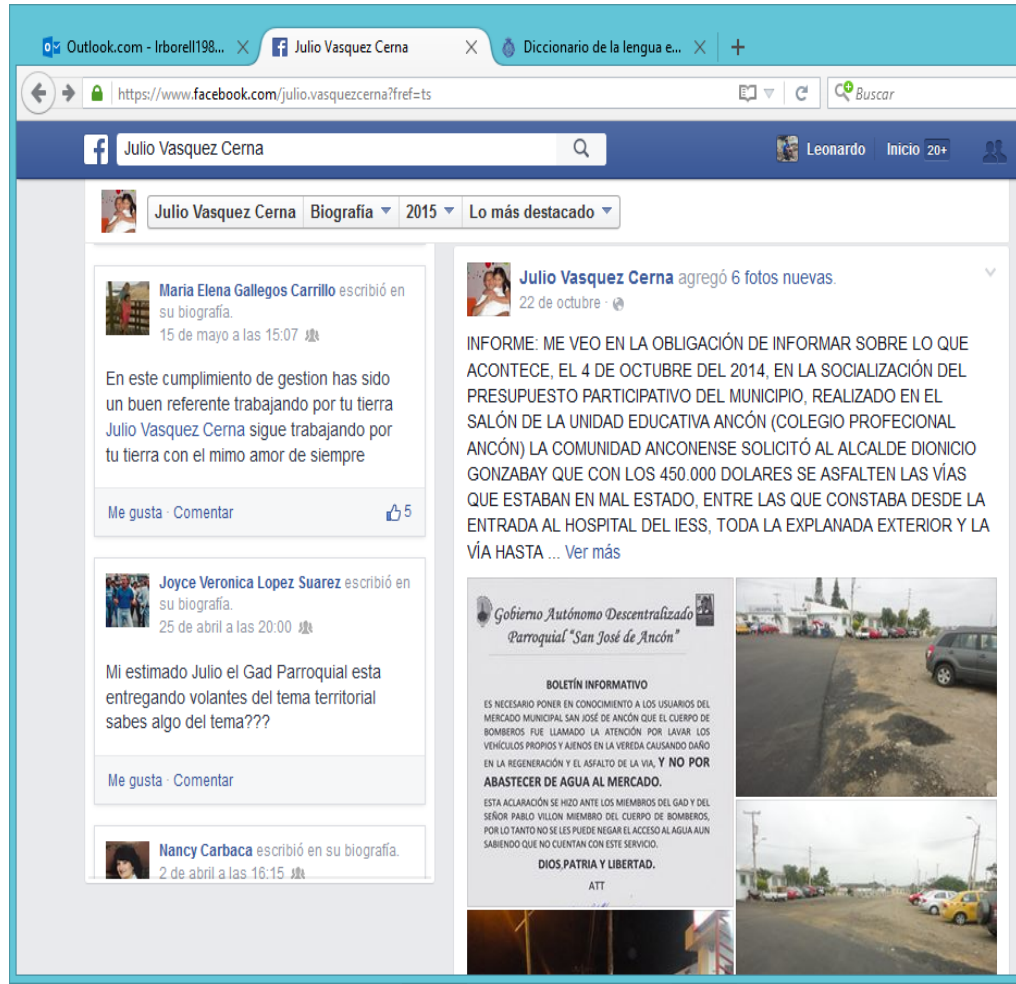 Outlook.com - Irborell198...
Julio Vasquez Cerna
Diccionario de la lengua e...
https://www.facebook.com/julio.vasquezcerna?fref=ts
Buscar
Julio Vasquez Cerna
Leonardo
Inicio 20+
Julio Vasquez Cerna
Biografía
2015
Lo más destacado
Maria Elena Gallegos Carrillo escribió en
su biografía.
15 de mayo a las 15:07
En este cumplimiento de gestion has sido
un buen referente trabajando por tu tierra
Julio Vasquez Cerna sigue trabajando por
tu tierra con el mimo amor de siempre
Me gusta · Comentar
5
Joyce Veronica Lopez Suarez escribió en
su biografía.
25 de abril a las 20:00
Mi estimado Julio el Gad Parroquial esta
entregando volantes del tema territorial
sabes algo del tema???
Me gusta · Comentar
Nancy Carbaca escribió en su biografía.
2 de abril a las 16:15
Julio Vasquez Cerna agregó 6 fotos nuevas.
22 de octubre ·
INFORME: ME VEO EN LA OBLIGACIÓN DE INFORMAR SOBRE LO QUE
ACONTECE, EL 4 DE OCTUBRE DEL 2014, EN LA SOCIALIZACIÓN DEL
PRESUPUESTO PARTICIPATIVO DEL MUNICIPIO, REALIZADO EN EL
SALÓN DE LA UNIDAD EDUCATIVA ANCÓN (COLEGIO PROFECIONAL
ANCÓN) LA COMUNIDAD ANCONENSE SOLICITÓ AL ALCALDE DIONICIO
GONZABAY QUE CON LOS 450.000 DOLARES SE ASFALTEN LAS VÍAS
QUE ESTABAN EN MAL ESTADO, ENTRE LAS QUE CONSTABA DESDE LA
ENTRADA AL HOSPITAL DEL IESS, TODA LA EXPLANADA EXTERIOR Y LA
VÍA HASTA ... Ver más
Gobierno Autónomo Descentralizado
Parroquial "San José de Ancón"
BOLETÍN INFORMATIVO
ES NECESARIO PONER EN CONOCIMIENTO A LOS USUARIOS DEL
MERCADO MUNICIPAL SAN JOSÉ DE ANCÓN QUE EL CUERPO DE
BOMBEROS FUE LLAMADO LA ATENCIÓN POR LAVAR LOS
VEHÍCULOS PROPIOS Y AJENOS EN LA VEREDA CAUSANDO DAÑO
EN LA REGENERACIÓN Y EL ASFALTO DE LA VIA, Y NO POR
ABASTECER DE AGUA AL MERCADO.
ESTA ACLARACIÓN SE HIZO ANTE LOS MIEMBROS DEL GAD Y DEL
SEÑOR PABLO VILLON MIEMBRO DEL CUERPO DE BOMBEROS,
POR LO TANTO NO SE LES PUEDE NEGAR EL ACCESO AL AGUA AUN
SABIENDO QUE NO CUENTAN CON ESTE SERVICIO.
DIOS,PATRIA Y LIBERTAD.
ATT